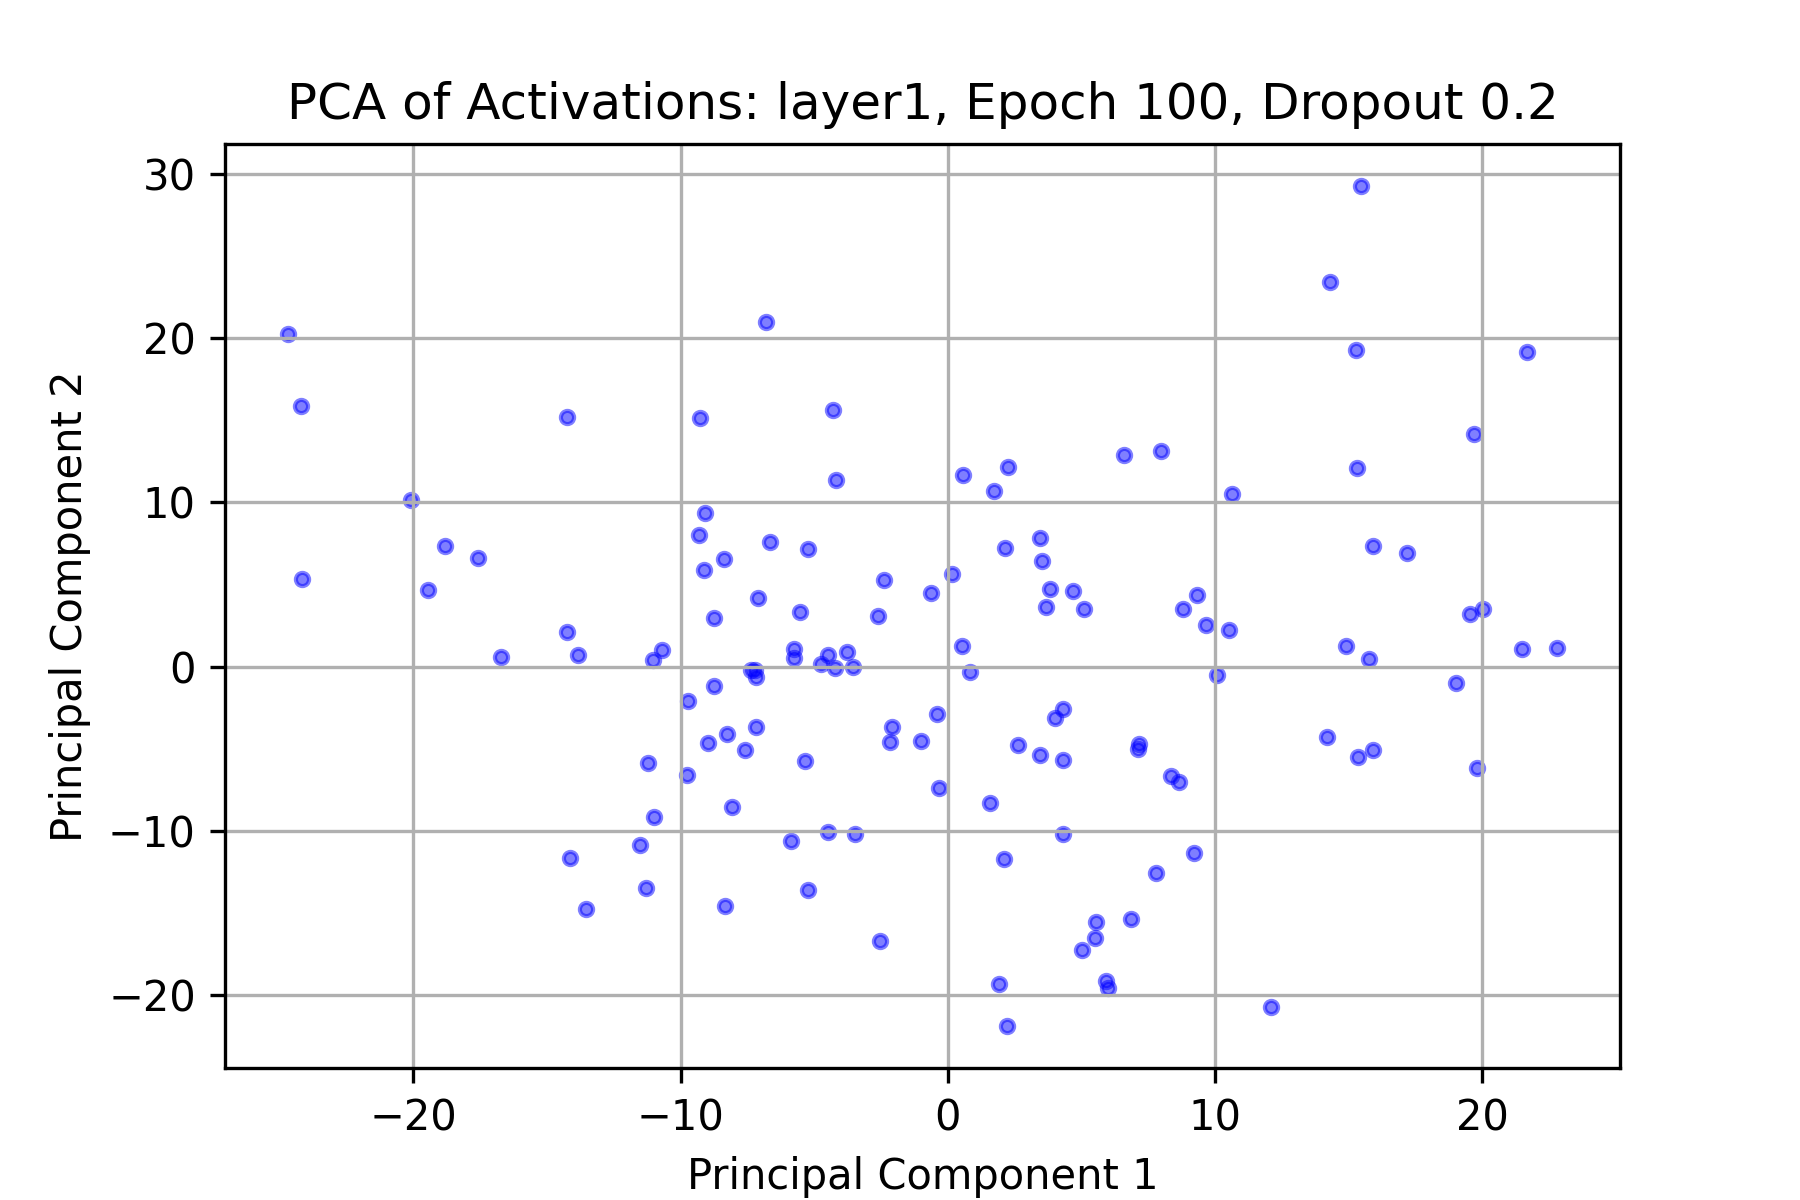 PCA of Activations: layer1, Epoch 100, Dropout 0.2
30
20
10
0
−10
−20
Principal Component 2
−20 −10 0 10 20
Principal Component 1